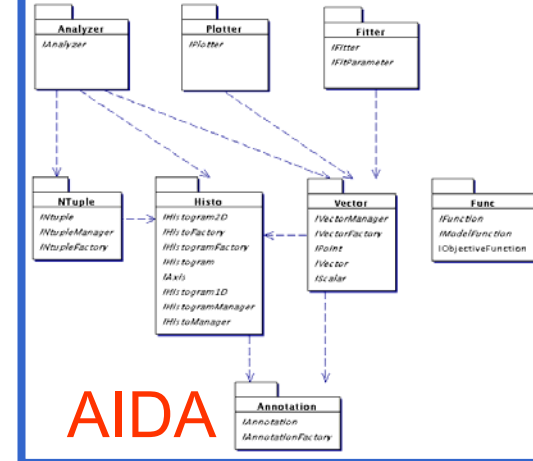 Analyzer
IAnalyzer
Plotter
IPlotter
Fitter
IFitter
IFitParameter
NTuple
INtuple
INtupleManager
INtupleFactory
Histo
IHistogram2D
IHistoFactory
IHistogramFactory
IHistogram
IAxis
IHistogram1D
IHistogramManager
IHistoManager
Vector
IVectorManager
IVectorFactory
IPoint
IVector
IScalar
Func
IFunction
IModelFunction
IObjectiveFunction
Annotation
IAnnotation
IAnnotationFactory
AIDA